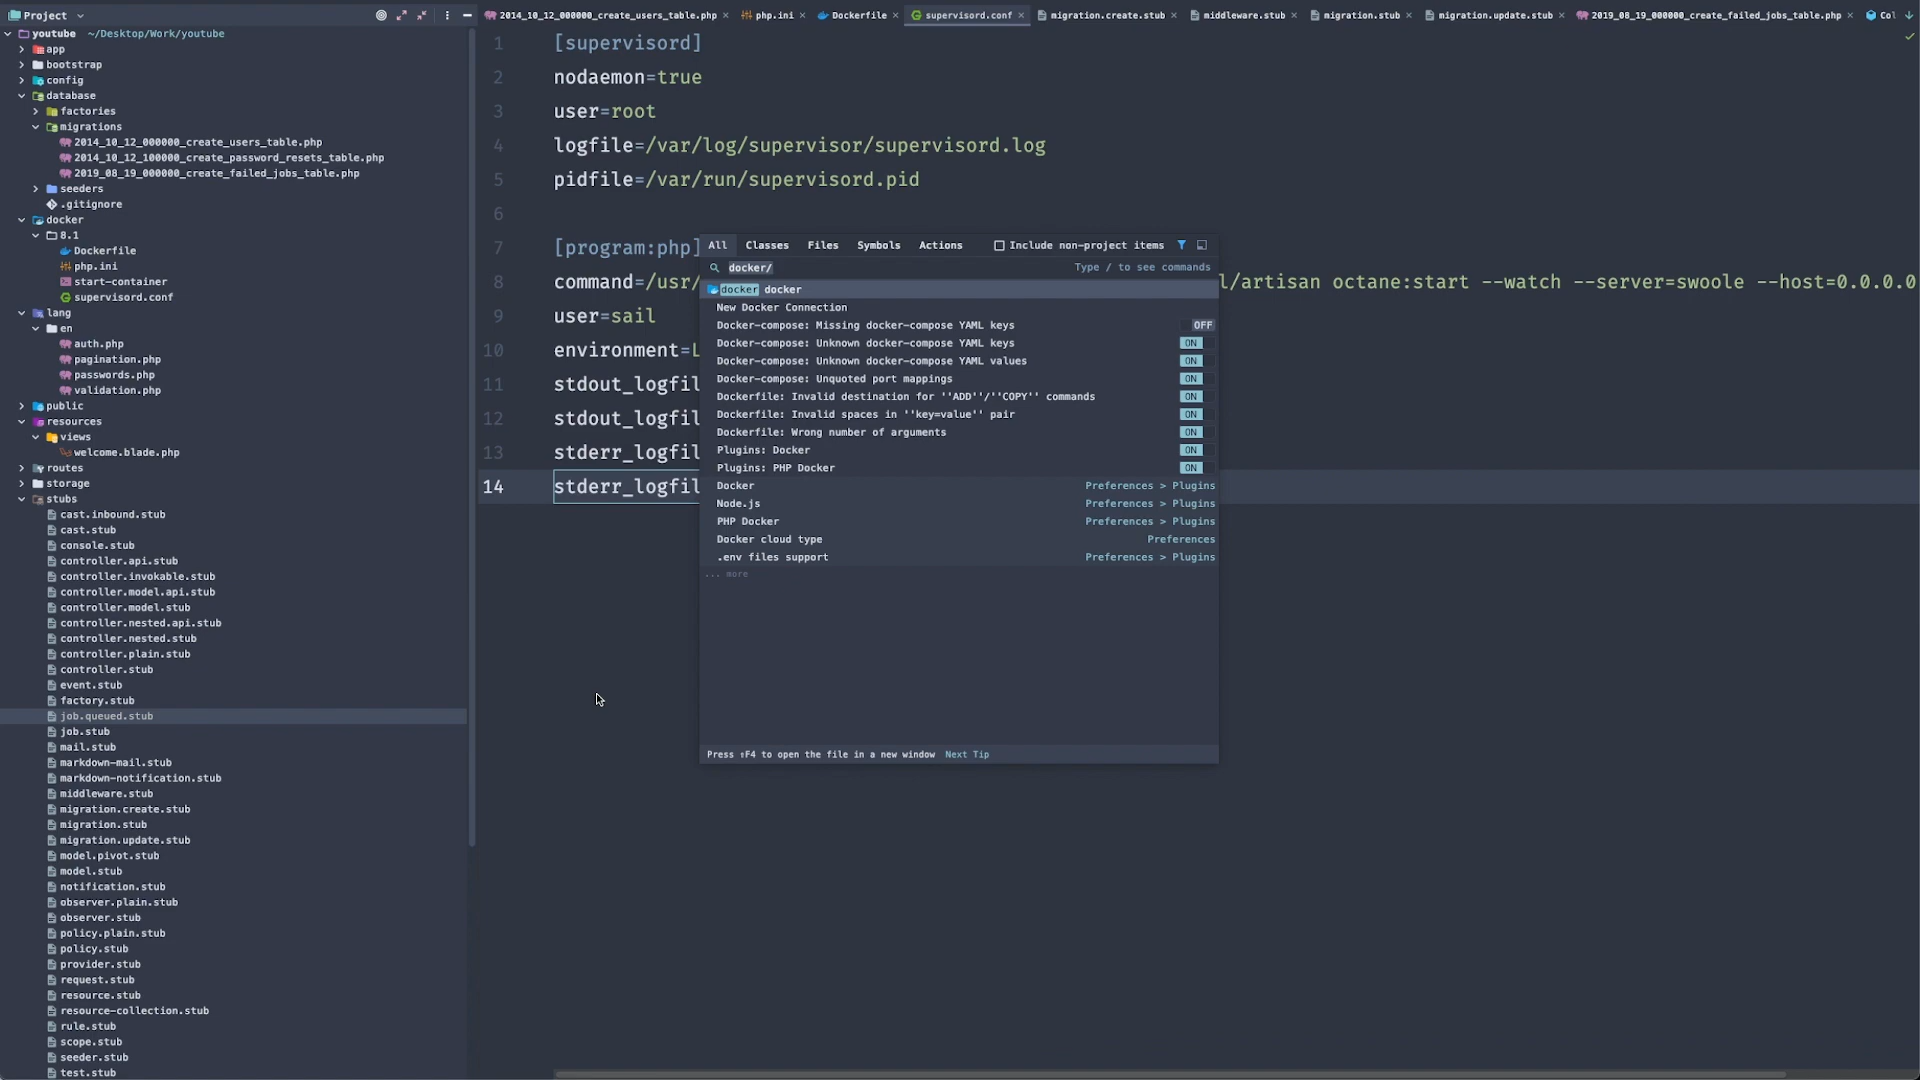 Project
2014_10_12_000000_create_users_table.php
php.ini
Dockerfile
supervisord.conf
migration.create.stub
middleware.stub
migration.stub
migration.update.stub
2019_08_19_000000_create_failed_jobs_table.php
Col
youtube ~/Desktop/Work/youtube
app
bootstrap
config
database
factories
migrations
2014_10_12_000000_create_users_table.php
2014_10_12_100000_create_password_resets_table.php
2019_08_19_000000_create_failed_jobs_table.php
seeders
.gitignore
docker
8.1
Dockerfile
php.ini
start-container
supervisord.conf
lang
en
auth.php
pagination.php
passwords.php
validation.php
public
resources
views
welcome.blade.php
routes
storage
stubs
cast.inbound.stub
cast.stub
console.stub
controller.api.stub
controller.invokable.stub
controller.model.api.stub
controller.model.stub
controller.nested.api.stub
controller.nested.stub
controller.plain.stub
controller.stub
event.stub
factory.stub
job.queued.stub
job.stub
mail.stub
markdown-mail.stub
markdown-notification.stub
middleware.stub
migration.create.stub
migration.stub
migration.update.stub
model.pivot.stub
model.stub
notification.stub
observer.plain.stub
observer.stub
policy.plain.stub
policy.stub
provider.stub
request.stub
resource.stub
resource-collection.stub
rule.stub
scope.stub
seeder.stub
test.stub
1 [supervisord]
2 nodaemon=true
3 user=root
4 logfile=/var/log/supervisor/supervisord.log
5 pidfile=/var/run/supervisord.pid
6
7 [program:php]
8 command=/usr/ l/artisan octane:start --watch --server=swoole --host=0.0.0.0
9 user=sail
10 environment=L
11 stdout_logfil
12 stdout_logfil
13 stderr_logfil
14 stderr_logfil
All Classes Files Symbols Actions Include non-project items
docker/ Type / to see commands
docker docker
New Docker Connection
Docker-compose: Missing docker-compose YAML keys OFF
Docker-compose: Unknown docker-compose YAML keys ON
Docker-compose: Unknown docker-compose YAML values ON
Docker-compose: Unquoted port mappings ON
Dockerfile: Invalid destination for ''ADD''/''COPY'' commands ON
Dockerfile: Invalid spaces in ''key=value'' pair ON
Dockerfile: Wrong number of arguments ON
Plugins: Docker ON
Plugins: PHP Docker ON
Docker Preferences > Plugins
Node.js Preferences > Plugins
PHP Docker Preferences > Plugins
Docker cloud type Preferences
.env files support Preferences > Plugins
... more
Press ⇧F4 to open the file in a new window Next Tip